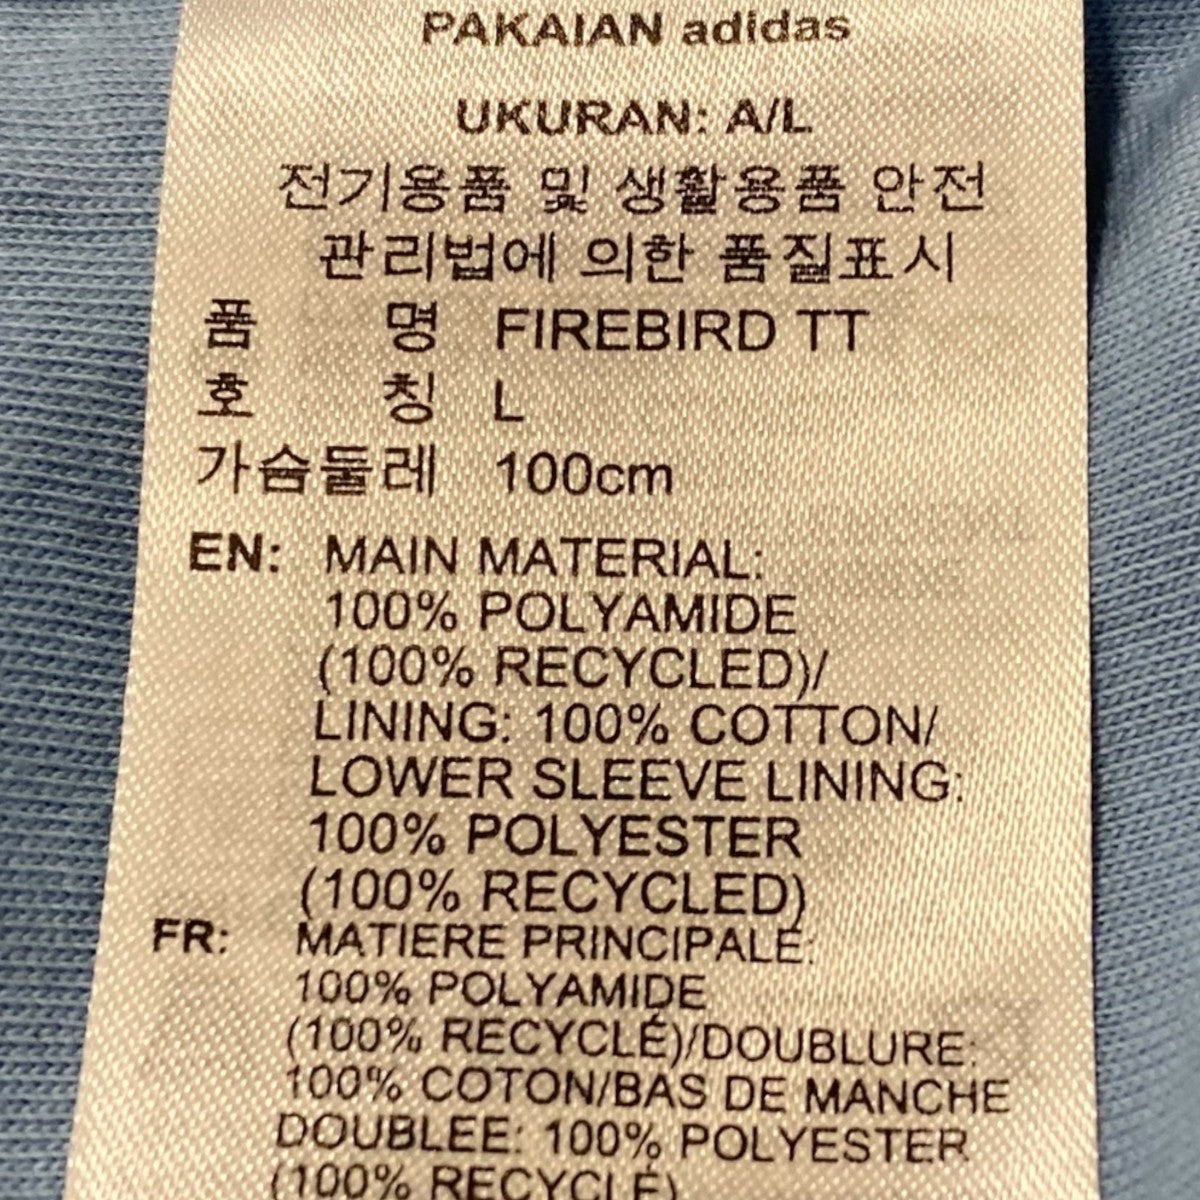 PAKAIAN adidas
UKURAN: A/L
전기용품 및 생활용품 안전
관리법에 의한 품질표시
품 명 FIREBIRD TT
호 칭 L
가슴둘레 100cm
EN: MAIN MATERIAL:
100% POLYAMIDE
(100% RECYCLED)/
LINING: 100% COTTON/
LOWER SLEEVE LINING:
100% POLYESTER
(100% RECYCLED)
FR: MATIERE PRINCIPALE:
100% POLYAMIDE
(100% RECYCLÉ)/DOUBLURE:
100% COTON/BAS DE MANCHE
DOUBLEE: 100% POLYESTER
(100% RECYCLÉ)